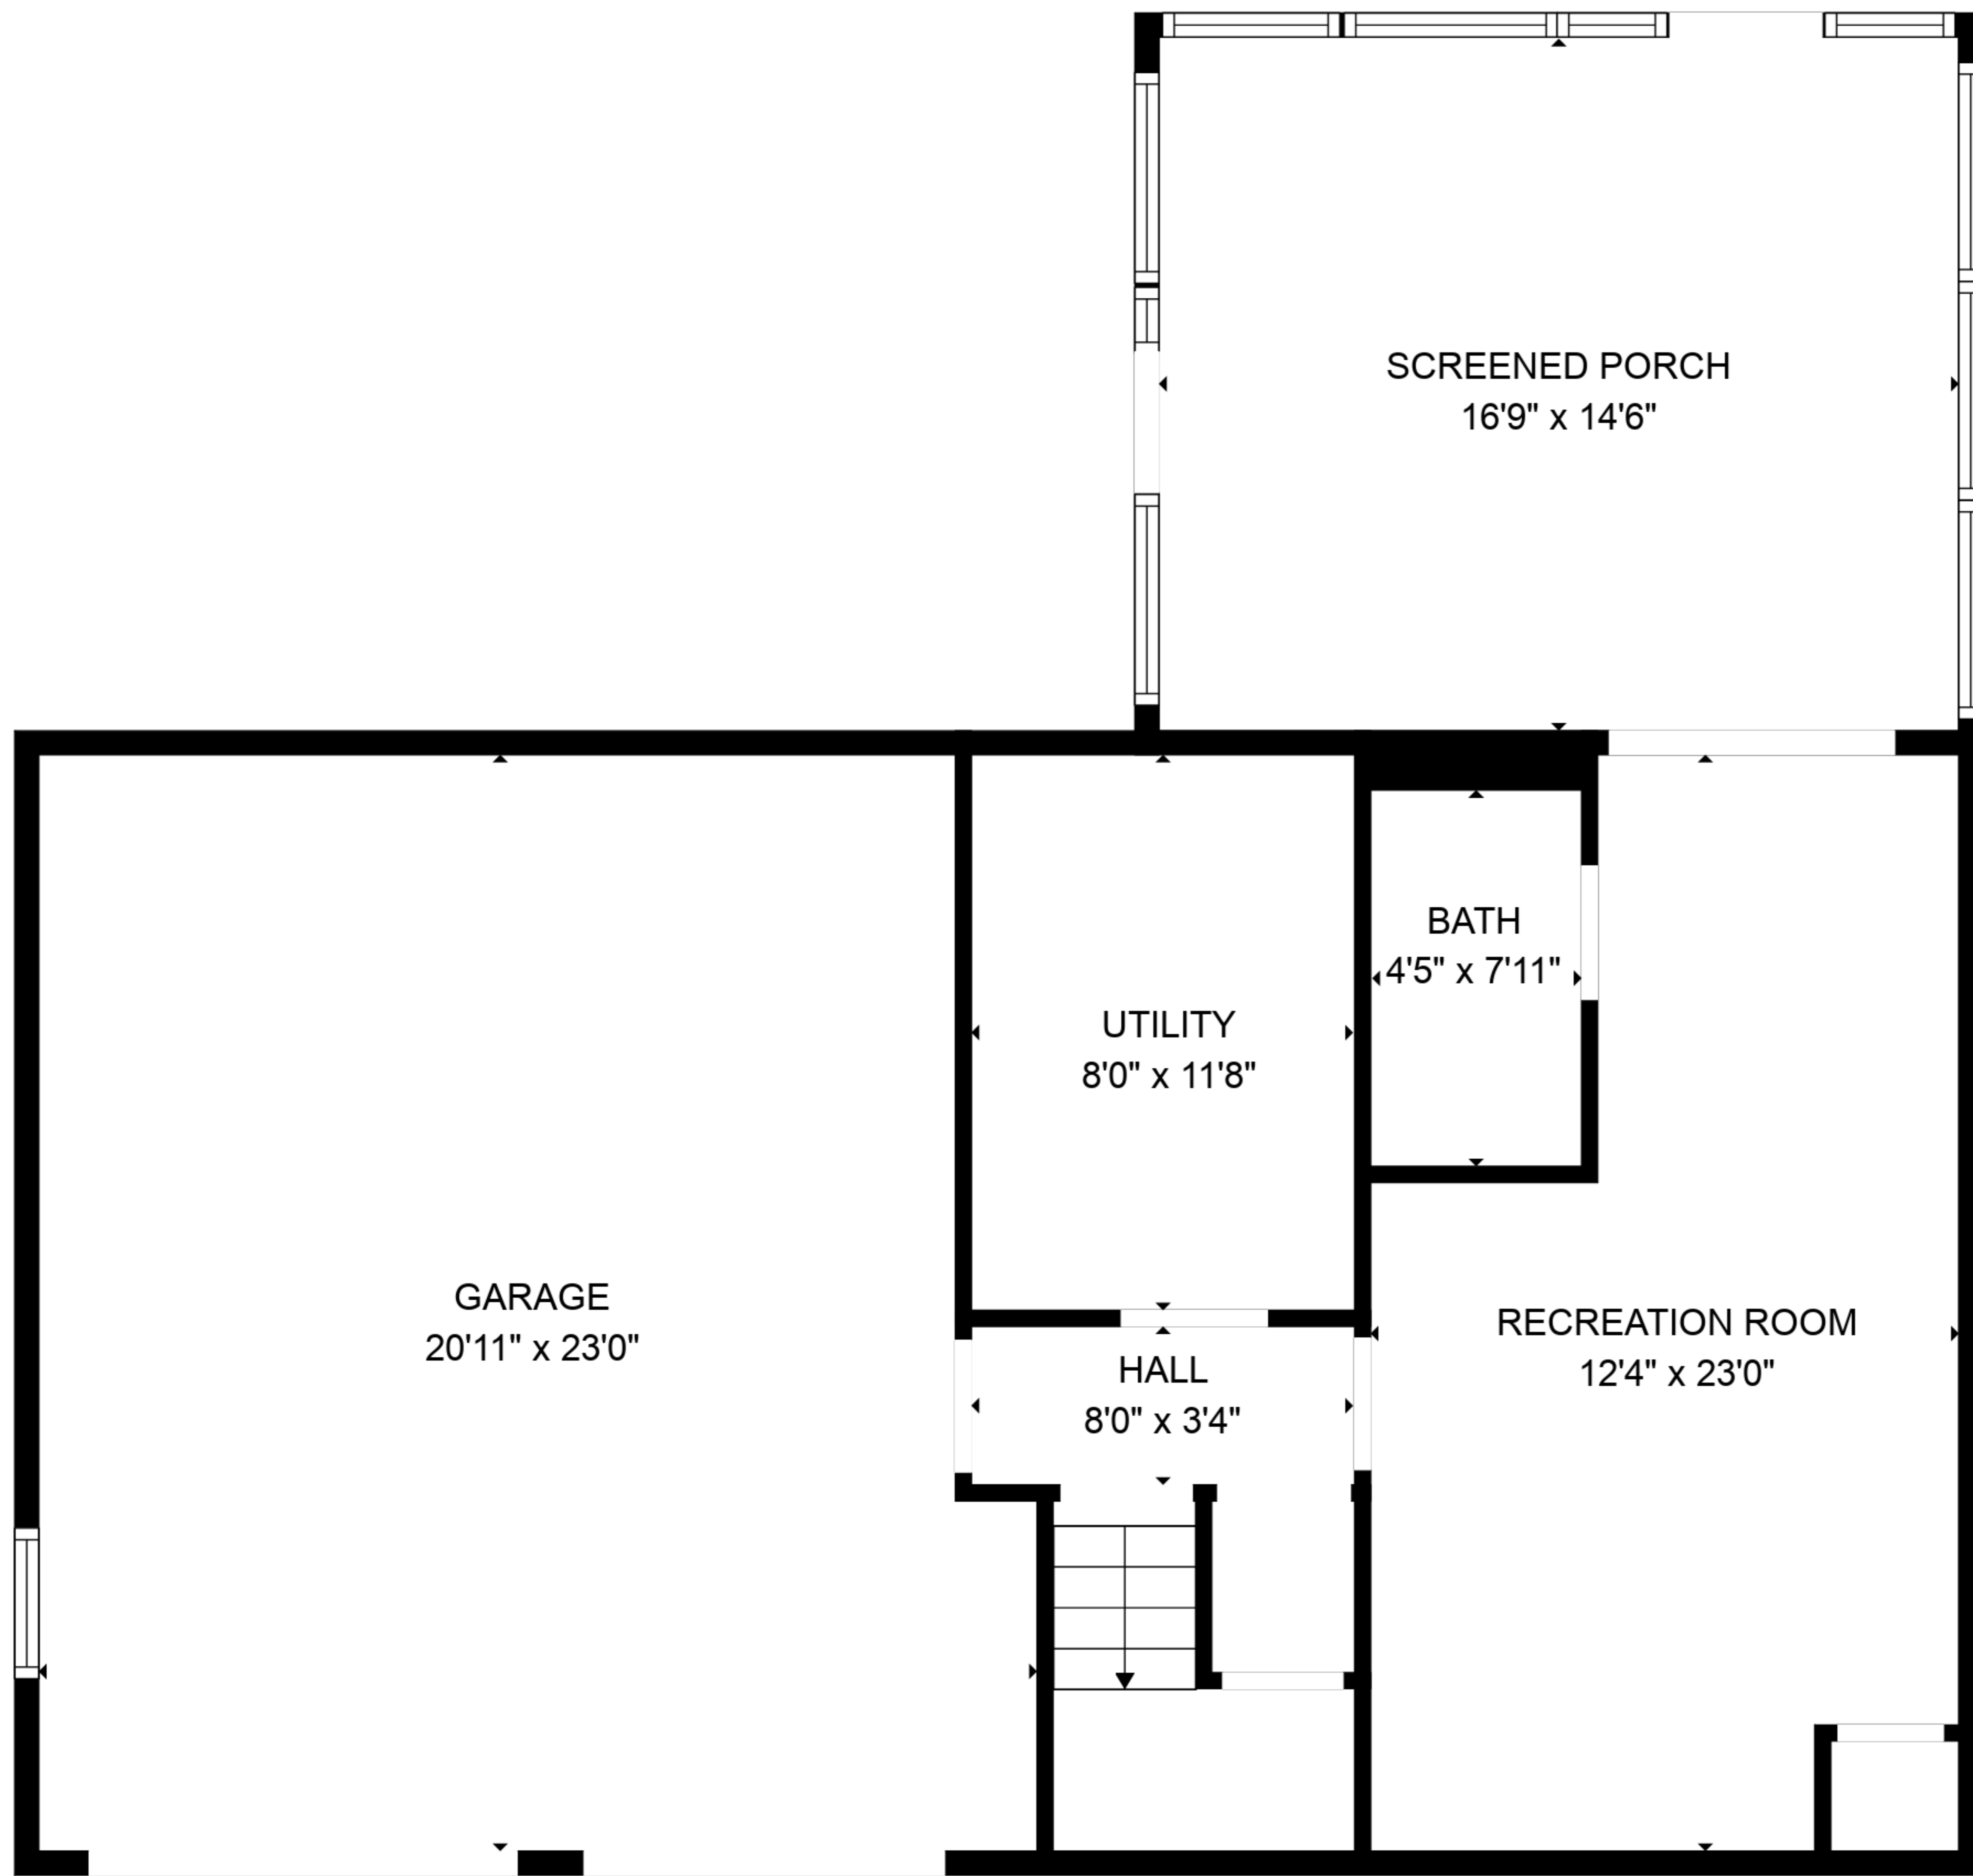 SCREENED PORCH
16'9" x 14'6"
BATH
4'5" x 7'11"
UTILITY
8'0" x 11'8"
GARAGE
20'11" x 23'0"
RECREATION ROOM
12'4" x 23'0"
HALL
8'0" x 3'4"